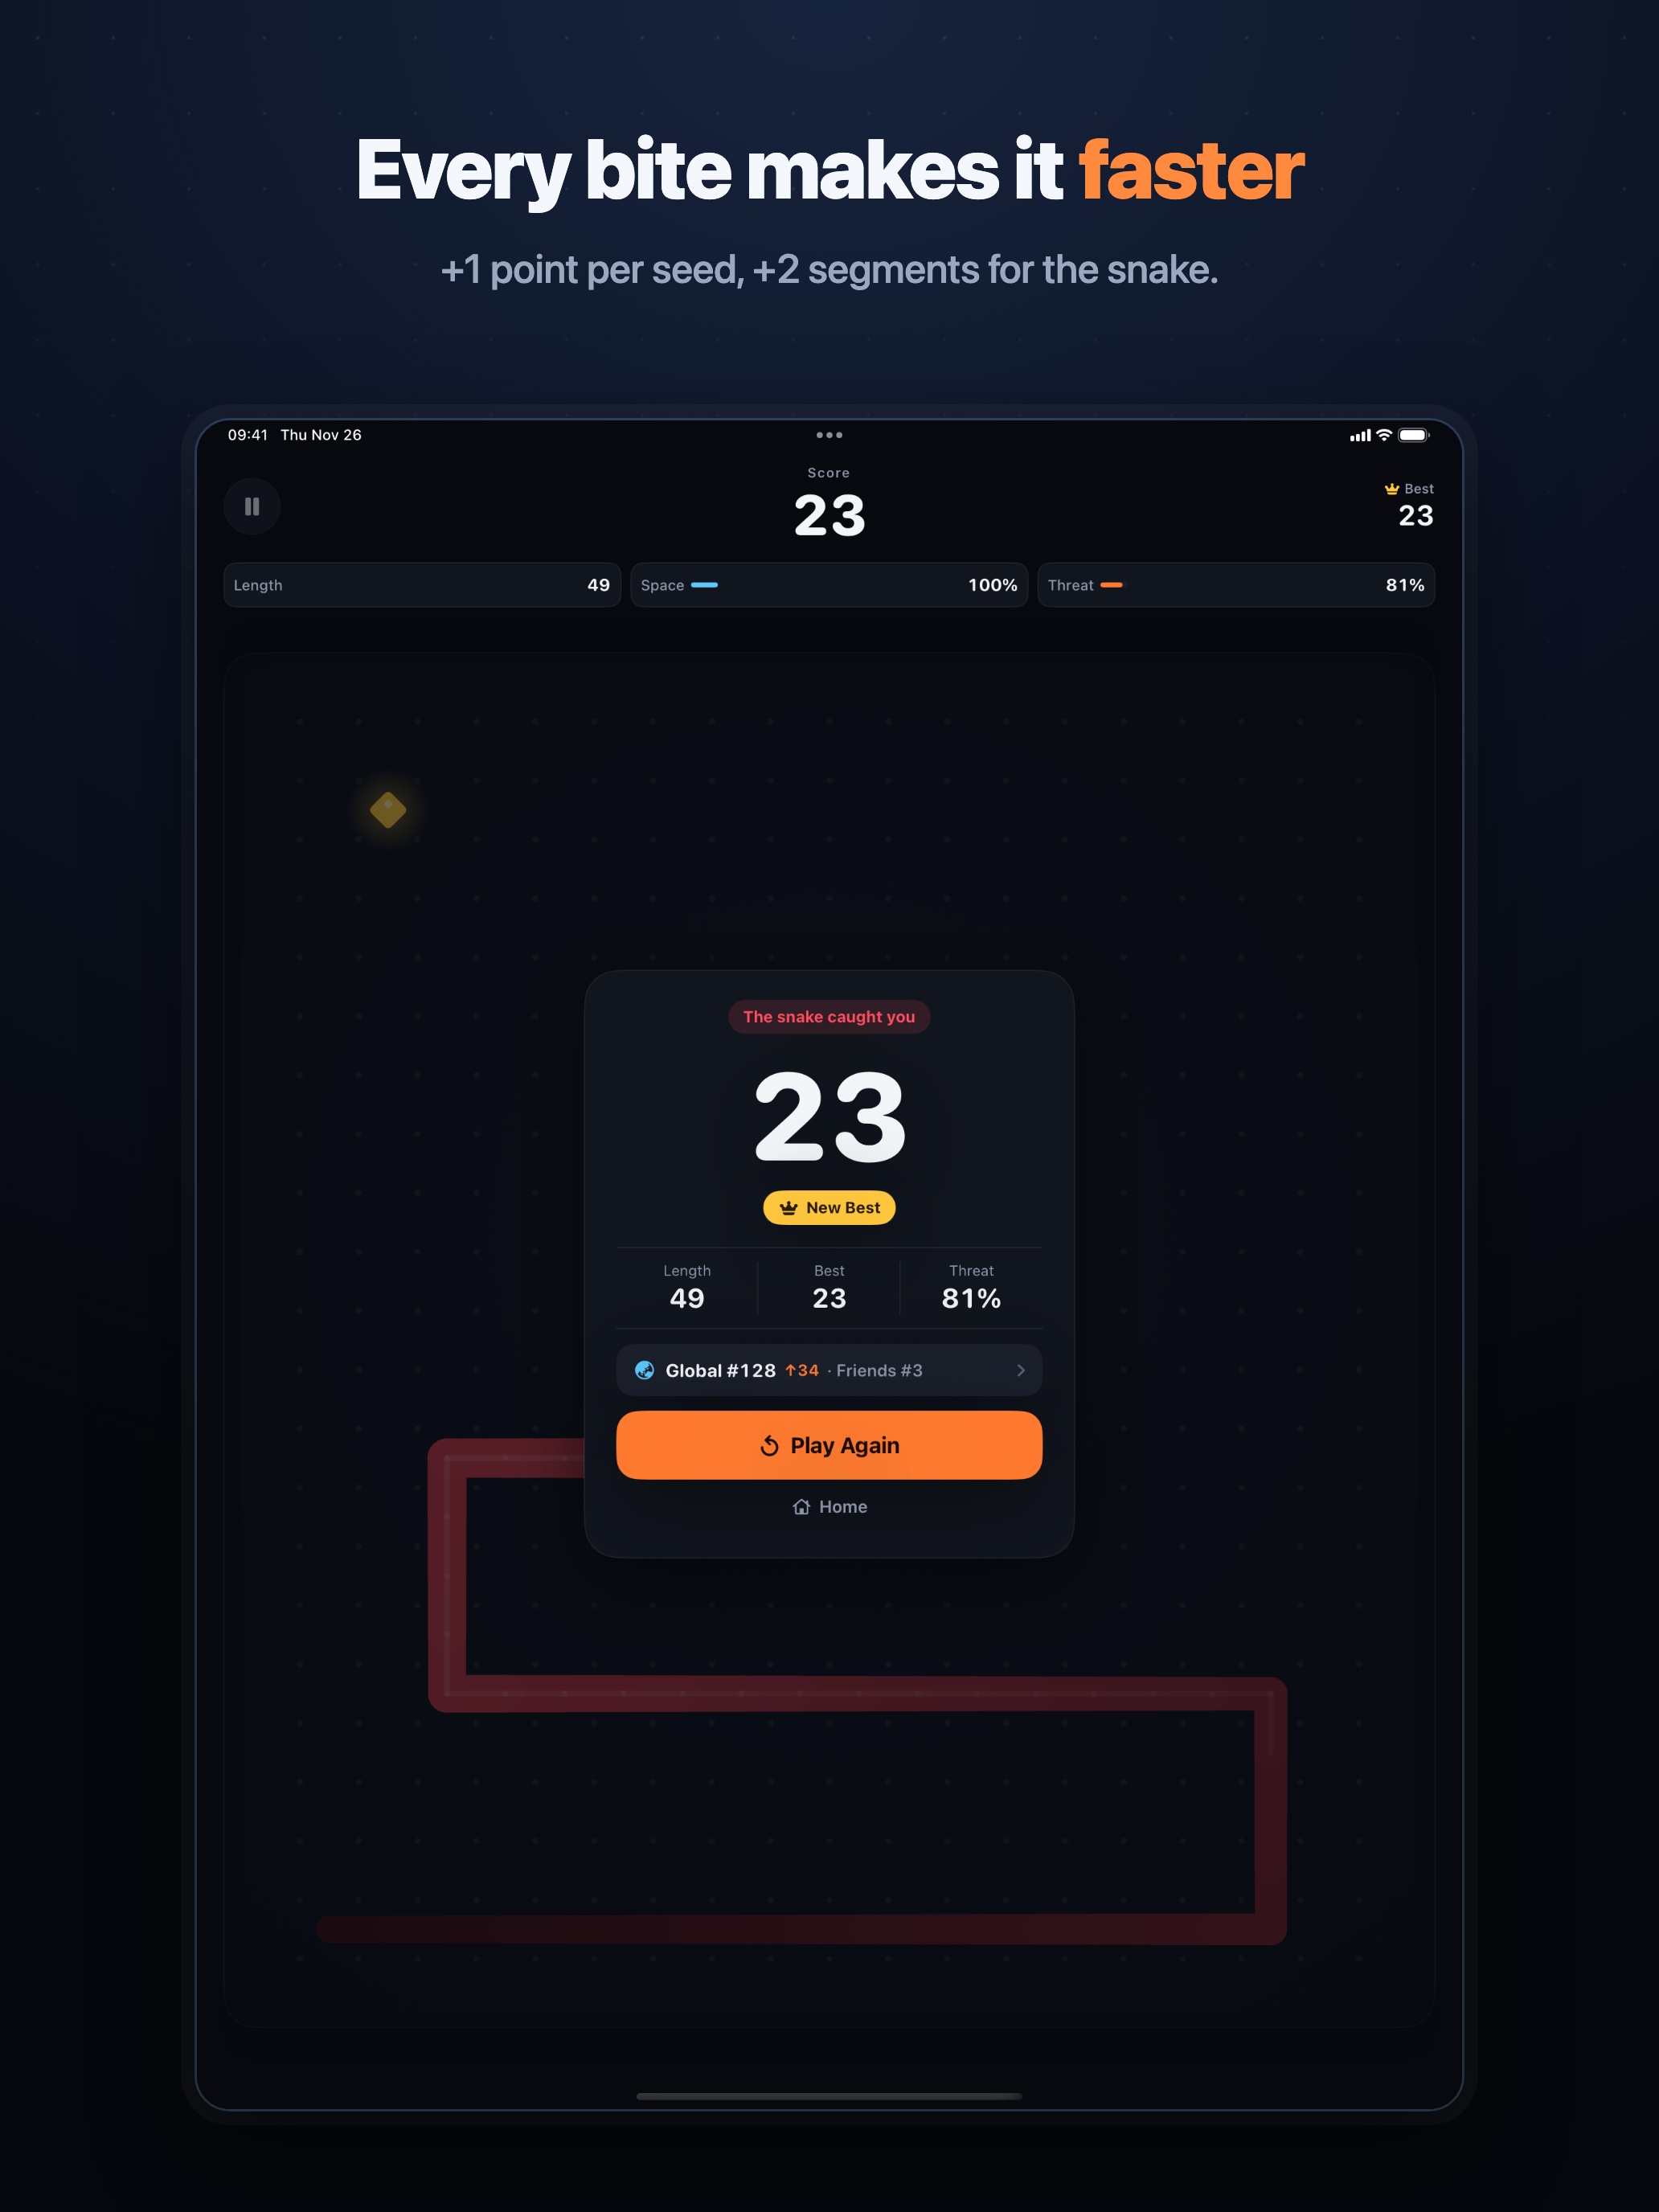 Every bite makes it faster
+1 point per seed, +2 segments for the snake.
09:41 Thu Nov 26
Score
23
Best
23
Length 49
Space 100%
Threat 81%
The snake caught you
23
New Best
Length Best Threat
49 23 81%
Global #128 ↑34 · Friends #3
Play Again
Home